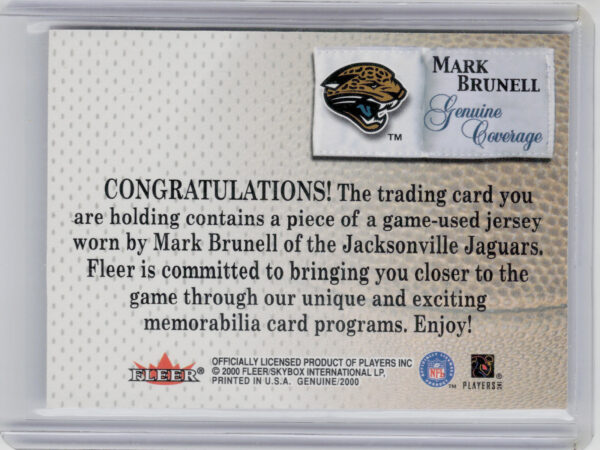 MARK
BRUNELL
Genuine
Coverage
TM
CONGRATULATIONS! The trading card you
are holding contains a piece of a game-used jersey
worn by Mark Brunell of the Jacksonville Jaguars.
Fleer is committed to bringing you closer to the
game through our unique and exciting
memorabilia card programs. Enjoy!
FLEER®
OFFICIALLY LICENSED PRODUCT OF PLAYERS INC
© 2000 FLEER/SKYBOX INTERNATIONAL LP,
PRINTED IN U.S.A. GENUINE/2000
NFL
TM
PLAYERS INC